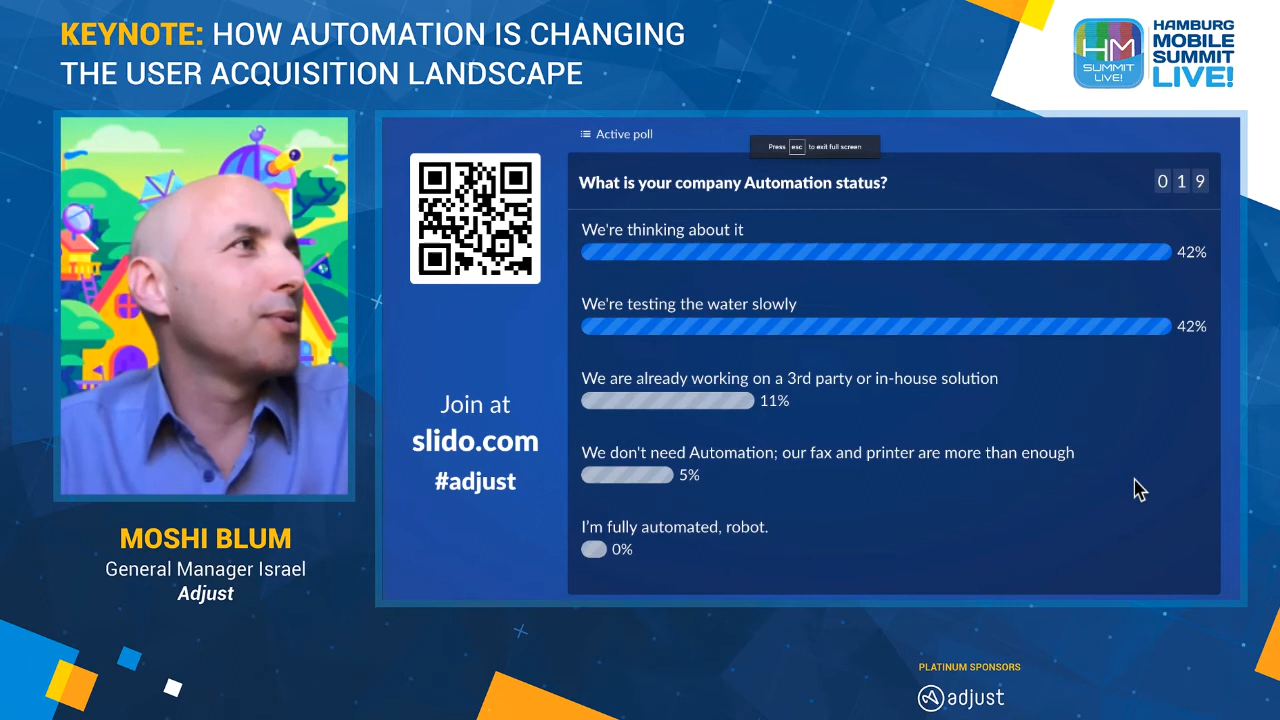 KEYNOTE: HOW AUTOMATION IS CHANGING
THE USER ACQUISITION LANDSCAPE
HM
SUMMIT
LIVE!
HAMBURG
MOBILE
SUMMIT
LIVE!
Active poll
Press esc to exit full screen
What is your company Automation status?
0 1 9
We're thinking about it
42%
We're testing the water slowly
42%
We are already working on a 3rd party or in-house solution
11%
We don't need Automation; our fax and printer are more than enough
5%
I'm fully automated, robot.
0%
Join at
slido.com
#adjust
MOSHI BLUM
General Manager Israel
Adjust
PLATINUM SPONSORS
adjust